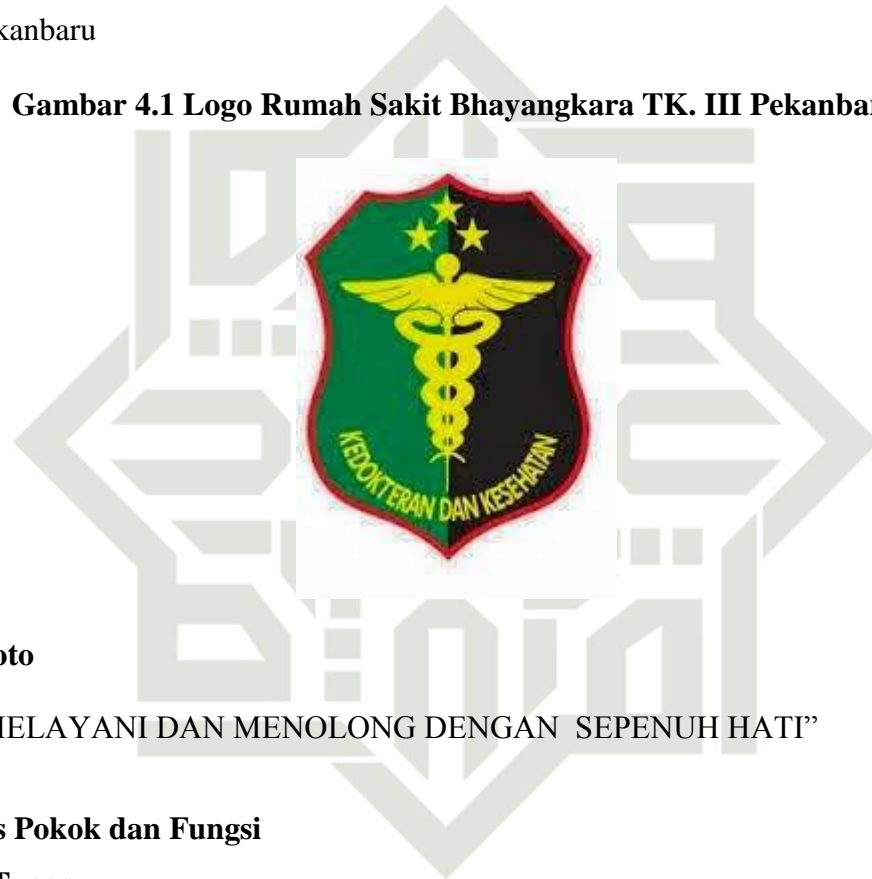 kanbaru
Gambar 4.1 Logo Rumah Sakit Bhayangkara TK. III Pekanbar
KEDOKTERAN DAN KESEHATAN
oto
ELAYANI DAN MENOLONG DENGAN SEPENUH HATI”
s Pokok dan Fungsi